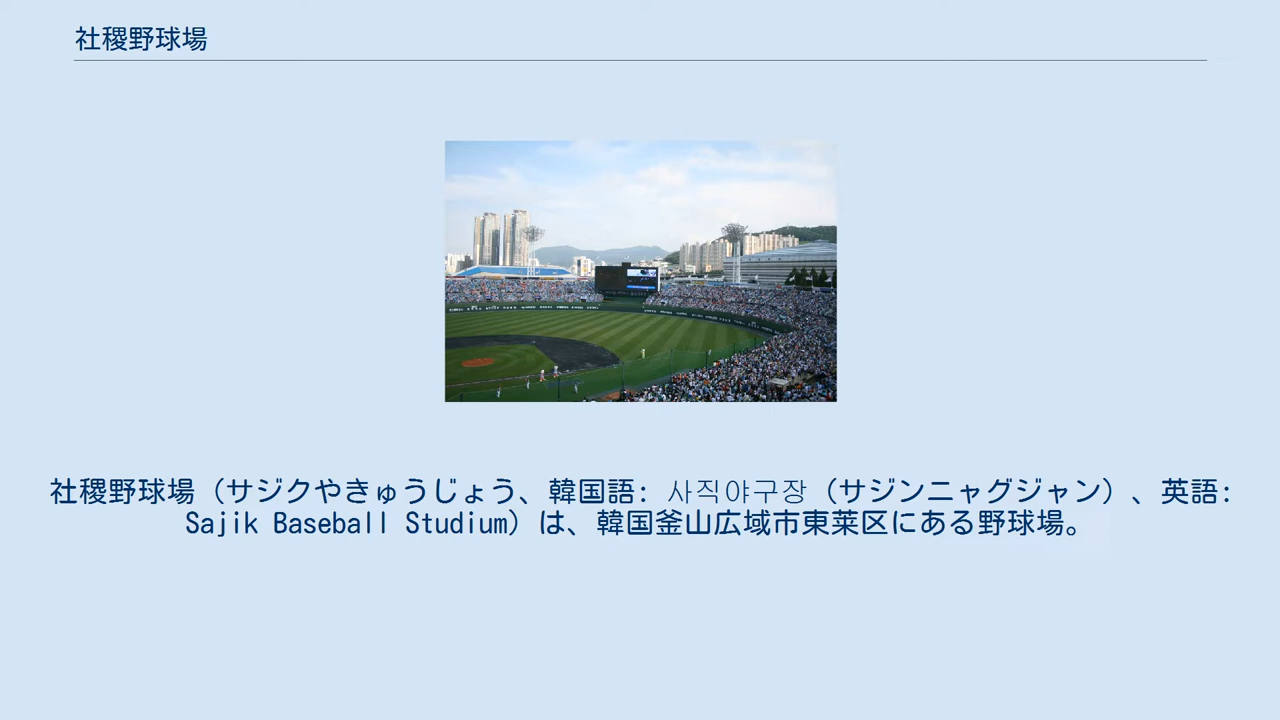 社稷野球場
社稷野球場（サジクやきゅうじょう、韓国語: 사직야구장（サジンニャグジャン）、英語:
Sajik Baseball Studium）は、韓国釜山広域市東莱区にある野球場。